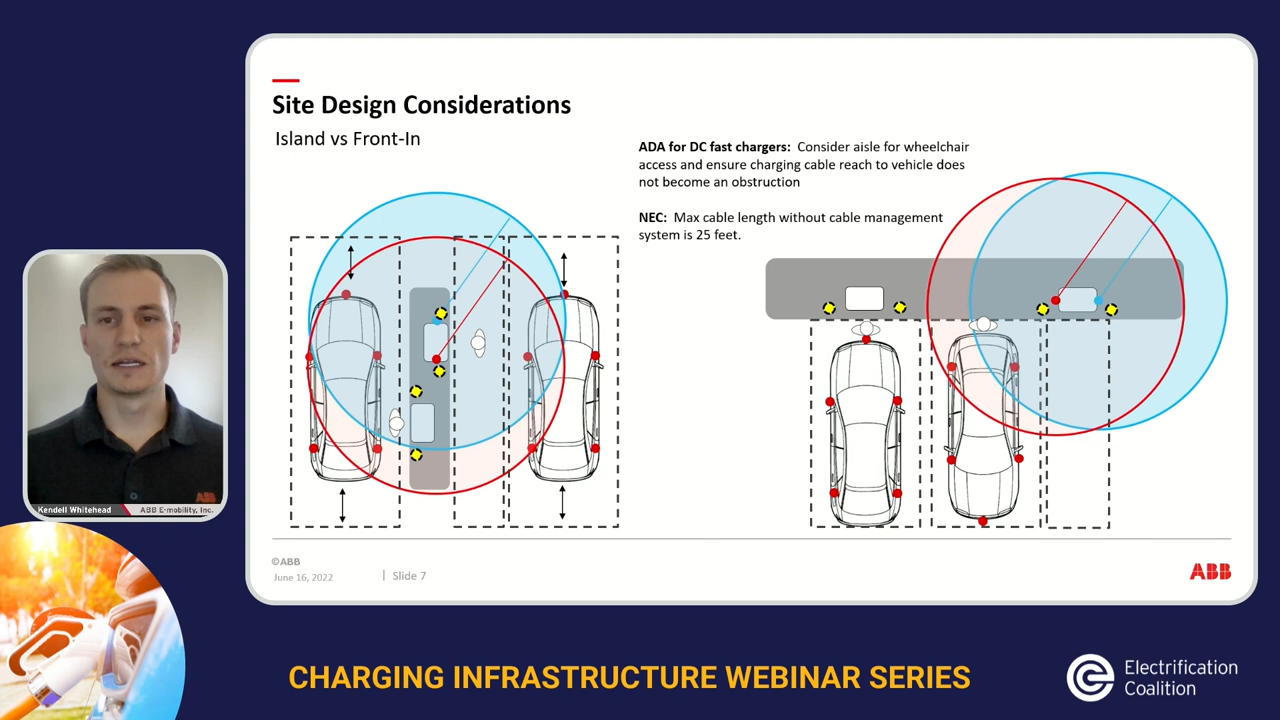 Site Design Considerations
Island vs Front-In
ADA for DC fast chargers: Consider aisle for wheelchair
access and ensure charging cable reach to vehicle does
not become an obstruction
NEC: Max cable length without cable management
system is 25 feet.
ABB
Kendell Whitehead
ABB E-mobility, Inc.
©ABB
June 16, 2022
Slide 7
ABB
CHARGING INFRASTRUCTURE WEBINAR SERIES
Electrification
Coalition